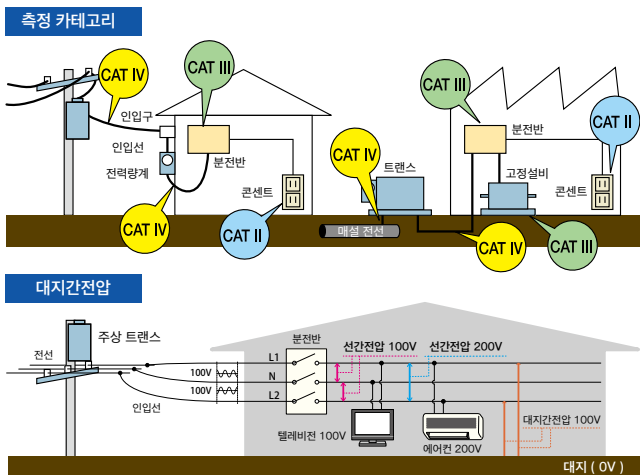 측정 카테고리
CAT IV
CAT III
인입구
인입선
전력량계
분전반
콘센트
CAT IV
CAT II
CAT IV
트랜스
매설 전선
CAT III
분전반
고정설비
콘센트
CAT II
CAT IV
CAT III
대지간전압
주상 트랜스
전선
인입선
100V
100V
L1
N
L2
분전반
선간전압 100V
선간전압 200V
텔레비전 100V
에어컨 200V
대지간전압 100V
대지 ( 0V )